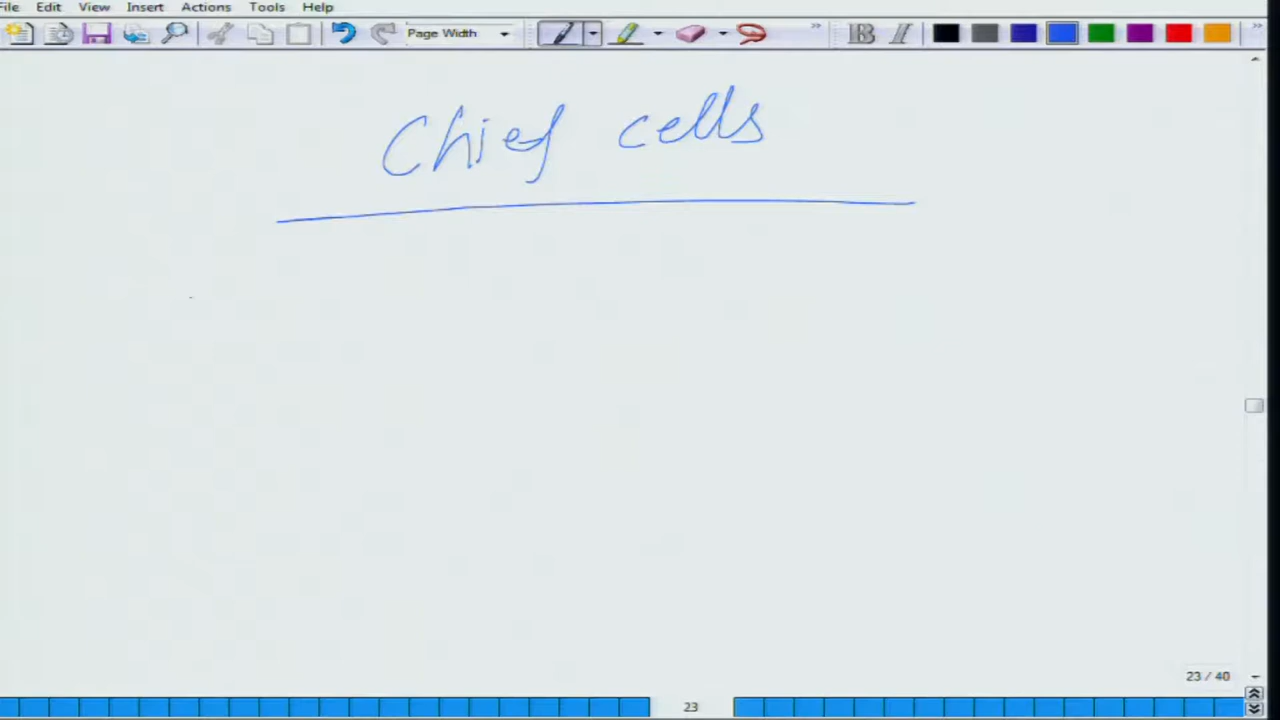 File Edit View Insert Actions Tools Help
Page Width B I
Chief cells
23 / 40
23